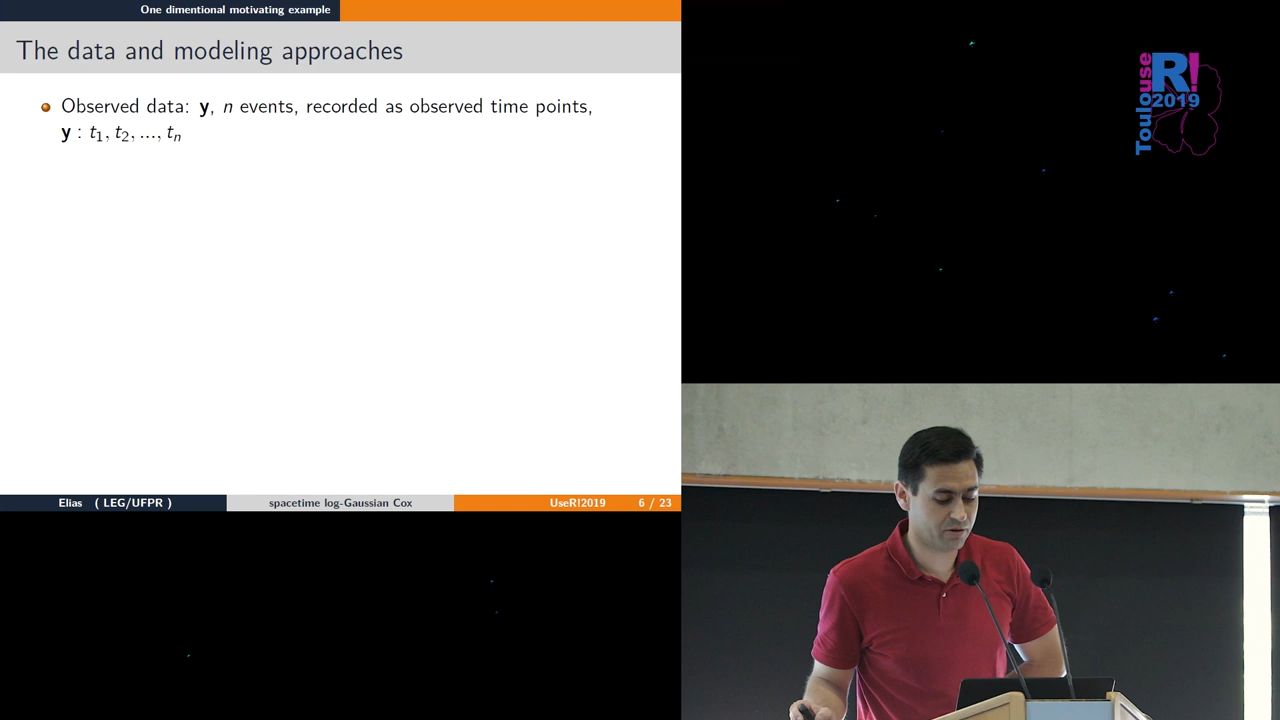 One dimentional motivating example
The data and modeling approaches
Observed data: y, n events, recorded as observed time points,
y : t1, t2, ..., tn
Elias ( LEG/UFPR )
spacetime log-Gaussian Cox
UseR!2019
6 / 23
Toulouse
R!
2019